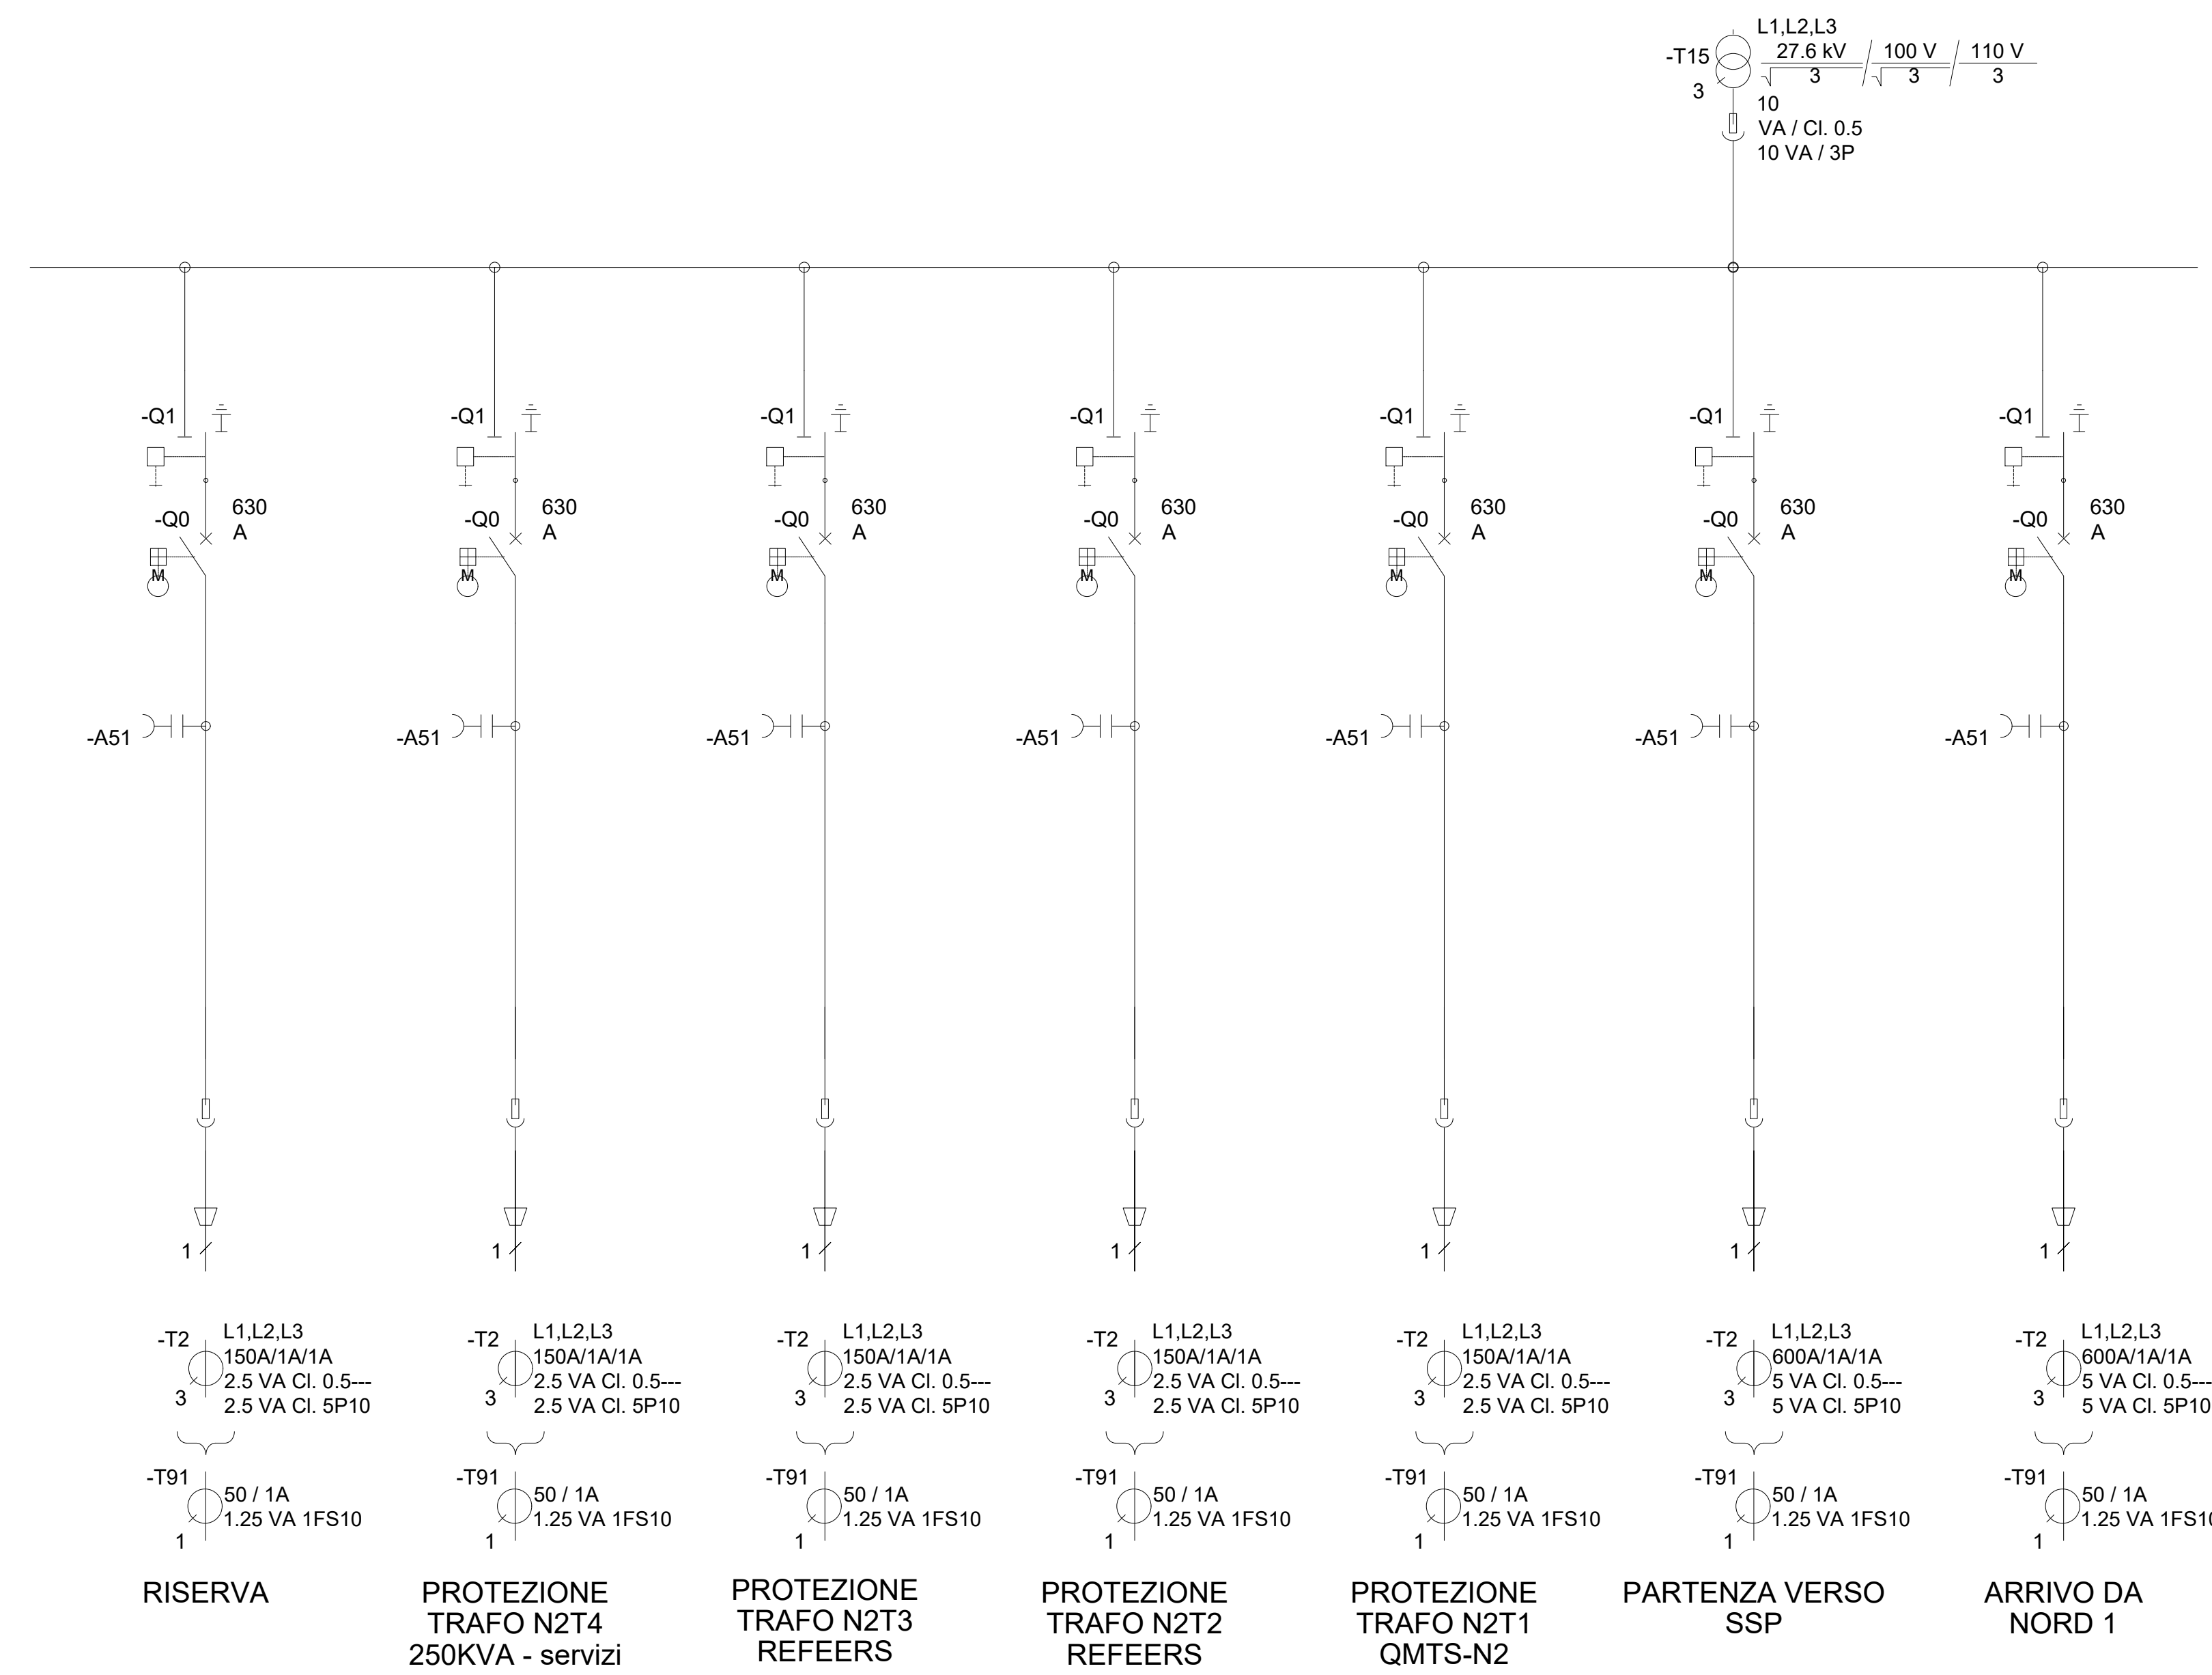 L1,L2,L3
-T15
27.6 kV / 100 V / 110 V
3 3 3
3
10
VA / Cl. 0.5
10 VA / 3P
-Q1 -Q1 -Q1 -Q1 -Q1 -Q1 -Q1
630 630 630 630 630 630 630
-Q0 A -Q0 A -Q0 A -Q0 A -Q0 A -Q0 A -Q0 A
M M M M M M M
-A51 -A51 -A51 -A51 -A51 -A51 -A51
1 1 1 1 1 1 1
L1,L2,L3 L1,L2,L3 L1,L2,L3 L1,L2,L3 L1,L2,L3 L1,L2,L3 L1,L2,L3
-T2 -T2 -T2 -T2 -T2 -T2 -T2
150A/1A/1A 150A/1A/1A 150A/1A/1A 150A/1A/1A 150A/1A/1A 600A/1A/1A 600A/1A/1A
2.5 VA Cl. 0.5--- 2.5 VA Cl. 0.5--- 2.5 VA Cl. 0.5--- 2.5 VA Cl. 0.5--- 2.5 VA Cl. 0.5--- 5 VA Cl. 0.5--- 5 VA Cl. 0.5---
3 3 3 3 3 3 3
2.5 VA Cl. 5P10 2.5 VA Cl. 5P10 2.5 VA Cl. 5P10 2.5 VA Cl. 5P10 2.5 VA Cl. 5P10 5 VA Cl. 5P10 5 VA Cl. 5P10
-T91 -T91 -T91 -T91 -T91 -T91 -T91
50 / 1A 50 / 1A 50 / 1A 50 / 1A 50 / 1A 50 / 1A 50 / 1A
1.25 VA 1FS10 1.25 VA 1FS10 1.25 VA 1FS10 1.25 VA 1FS10 1.25 VA 1FS10 1.25 VA 1FS10 1.25 VA 1FS10
1 1 1 1 1 1 1
RISERVA
PROTEZIONE
TRAFO N2T4
250KVA - servizi
PROTEZIONE
TRAFO N2T3
REFEERS
PROTEZIONE
TRAFO N2T2
REFEERS
PROTEZIONE
TRAFO N2T1
QMTS-N2
PARTENZA VERSO
SSP
ARRIVO DA
NORD 1